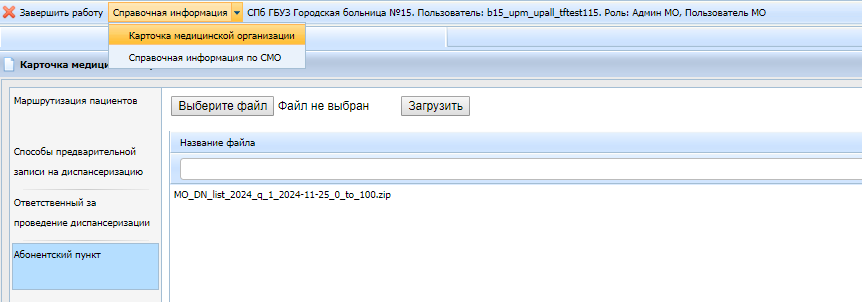 Завершить работу Справочная информация СПб ГБУЗ Городская больница №15. Пользователь: b15_upm_upall_tftest115. Роль: Админ МО, Пользователь МО
Карточка медицинской организации
Справочная информация по СМО
Карточка медиц
Маршрутизация пациентов
Выберите файл Файл не выбран Загрузить
Название файла
Способы предварительной
записи на диспансеризацию
MO_DN_list_2024_q_1_2024-11-25_0_to_100.zip
Ответственный за
проведение диспансеризации
Абонентский пункт